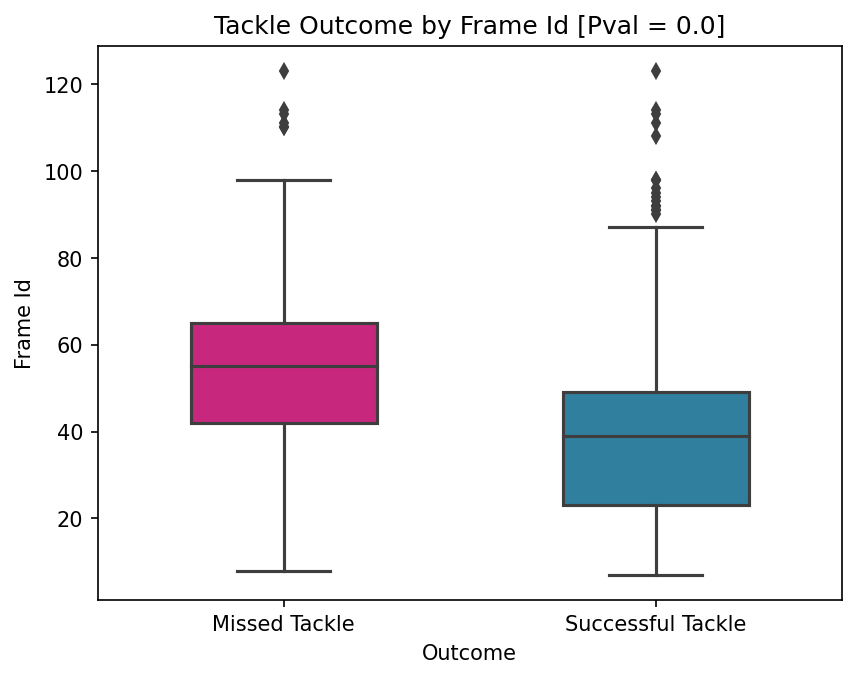 Tackle Outcome by Frame Id [Pval = 0.0]
120
100
80
60
40
20
Frame Id
Missed Tackle
Successful Tackle
Outcome